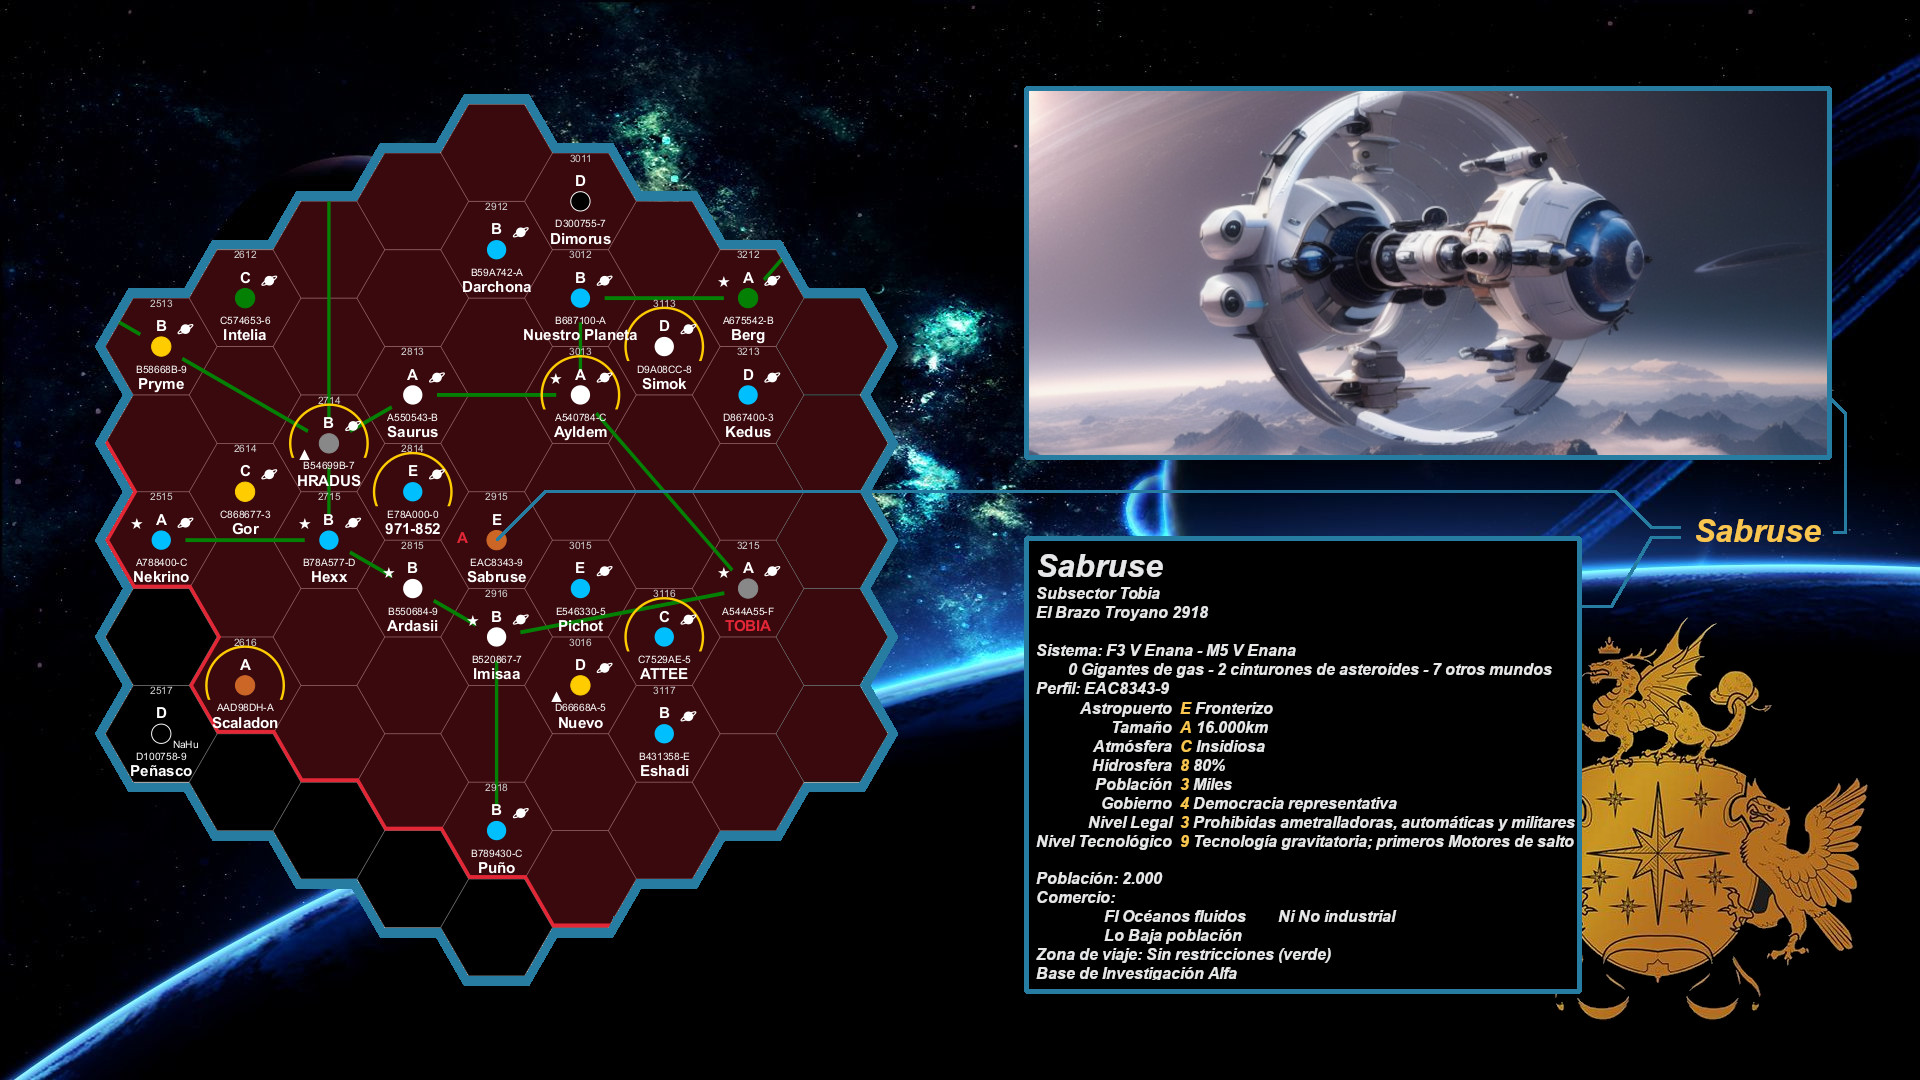 3011
D
D300755-7
Dimorus
2912
B
B59A742-A
Darchona
2612
C
C574653-6
Intelia
3012
B
B687100-A
Nuestro Planeta
3212
A
A675542-B
Berg
2513
B
B58668B-9
Pryme
3113
D
D9A08CC-8
Simok
2813
A
A550543-B
Saurus
3013
A
A540784-C
Ayldem
3213
D
D867400-3
Kedus
2714
B
B54699B-7
HRADUS
2614
C
C868677-3
Gor
2814
E
E78A000-0
971-852
2515
A
A788400-C
Nekrino
2715
B
B78A577-D
Hexx
2915
E
A
EAC8343-9
Sabruse
2815
B
B550684-9
Ardasii
3015
E
E546330-5
Pichot
3215
A
A544A55-F
TOBIA
2916
B
B520867-7
Imisaa
3116
C
C7529AE-5
ATTEE
2616
A
AAD98DH-A
Scaladon
3016
D
D66668A-5
Nuevo
2517
D
NaHu
D100758-9
Peñasco
3117
B
B431358-E
Eshadi
2918
B
B789430-C
Puño
Sabruse
Sabruse
Subsector Tobia
El Brazo Troyano 2918
Sistema: F3 V Enana - M5 V Enana
0 Gigantes de gas - 2 cinturones de asteroides - 7 otros mundos
Perfil: EAC8343-9
Astropuerto E Fronterizo
Tamaño A 16.000km
Atmósfera C Insidiosa
Hidrosfera 8 80%
Población 3 Miles
Gobierno 4 Democracia representativa
Nivel Legal 3 Prohibidas ametralladoras, automáticas y militares
Nivel Tecnológico 9 Tecnología gravitatoria; primeros Motores de salto
Población: 2.000
Comercio:
Fl Océanos fluidos Ni No industrial
Lo Baja población
Zona de viaje: Sin restricciones (verde)
Base de Investigación Alfa